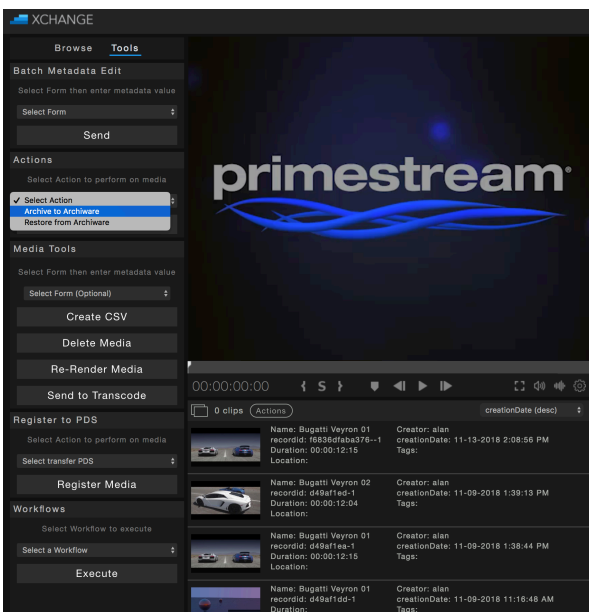 XCHANGE
Browse Tools
Batch Metadata Edit
Select Form then enter metadata value
Select Form
Send
Actions
Select Action to perform on media
✓ Select Action
Archive to Archiware
Restore from Archiware
Media Tools
Select Form then enter metadata value
Select Form (Optional)
Create CSV
Delete Media
Re-Render Media
Send to Transcode
Register to PDS
Select Action to perform on media
Select transfer PDS
Register Media
Workflows
Select Workflow to execute
Select a Workflow
Execute
primestream®
00:00:00:00 { S }
0 clips Actions creationDate (desc)
Name: Bugatti Veyron 01 Creator: alan
recordid: f6836dfaba376--1 creationDate: 11-13-2018 2:08:56 PM
Duration: 00:00:12:15 Tags:
Location:
Name: Bugatti Veyron 02 Creator: alan
recordid: d49af1ed-1 creationDate: 11-09-2018 1:39:13 PM
Duration: 00:00:12:04 Tags:
Location:
Name: Bugatti Veyron 01 Creator: alan
recordid: d49af1ea-1 creationDate: 11-09-2018 1:38:44 PM
Duration: 00:00:12:15 Tags:
Location:
Name: Bugatti Veyron 01 Creator: alan
recordid: d49af1dd-1 creationDate: 11-09-2018 11:16:48 AM
Duration: Tags: